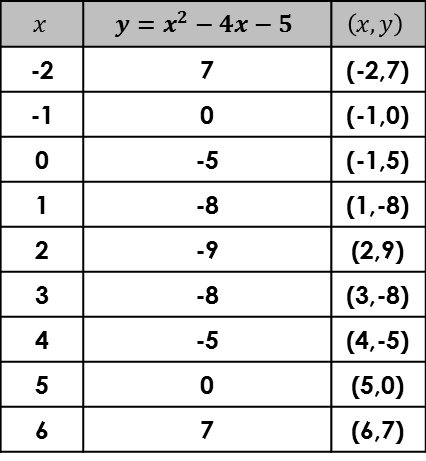 x y = x² − 4x − 5 (x, y)
-2 7 (-2,7)
-1 0 (-1,0)
0 -5 (-1,5)
1 -8 (1,-8)
2 -9 (2,9)
3 -8 (3,-8)
4 -5 (4,-5)
5 0 (5,0)
6 7 (6,7)